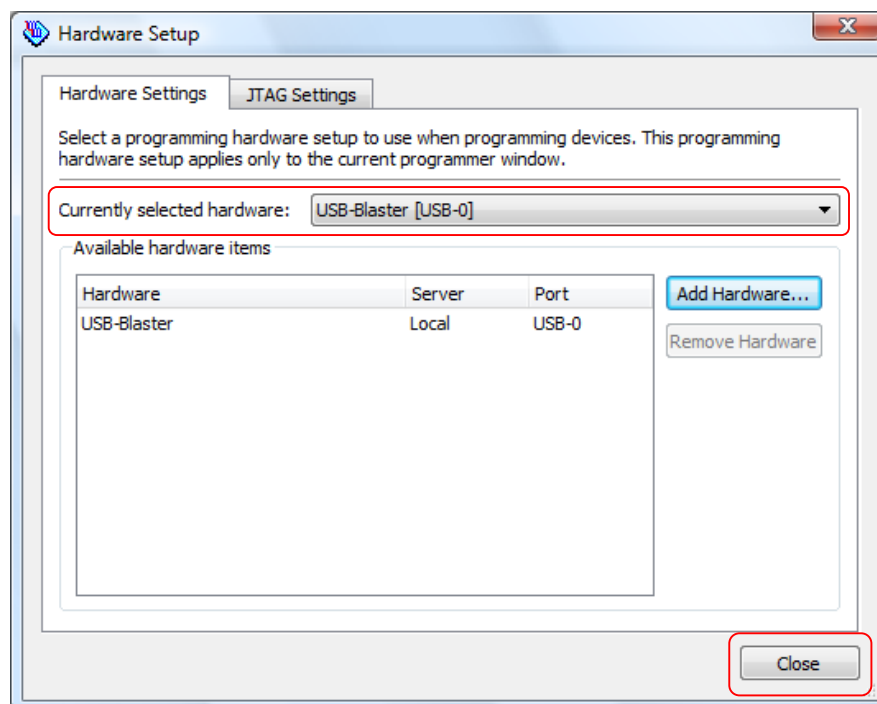 Hardware Setup
Hardware Settings
JTAG Settings
Select a programming hardware setup to use when programming devices. This programming
hardware setup applies only to the current programmer window.
Currently selected hardware:
USB-Blaster [USB-0]
Available hardware items
Hardware Server Port
USB-Blaster Local USB-0
Add Hardware...
Remove Hardware
Close